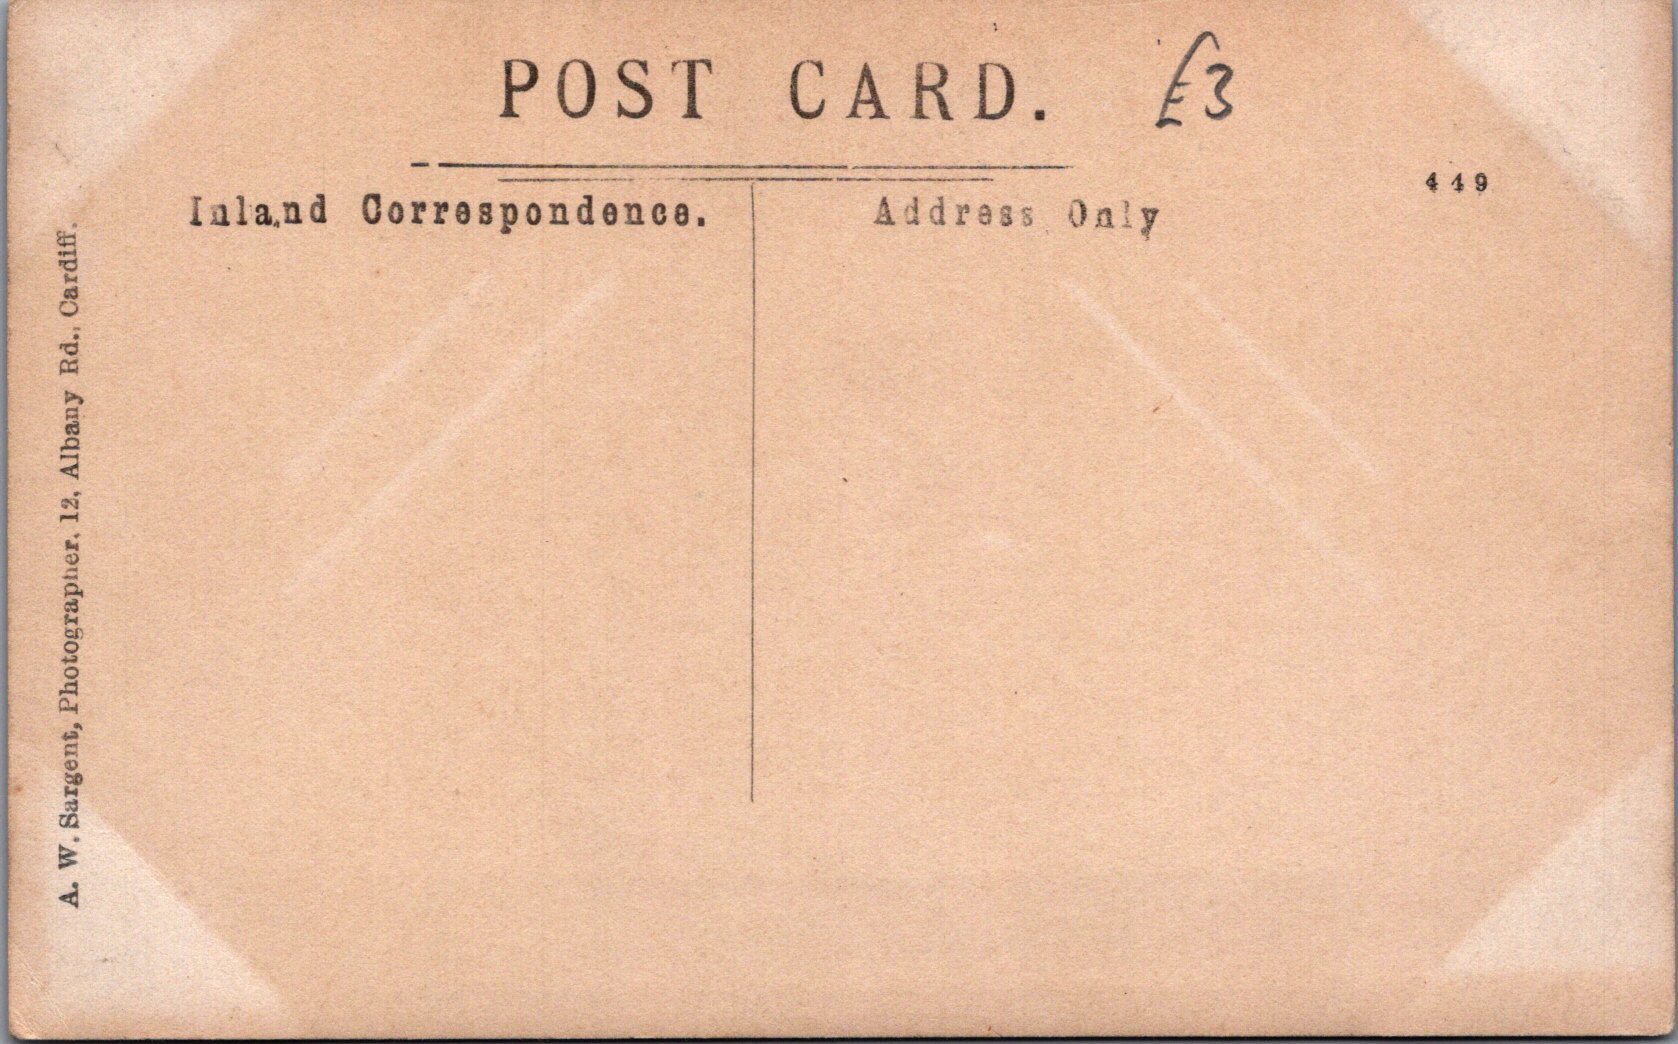 POST CARD.
£3
449
Inland Correspondence.
Address Only
A. W. Sargent, Photographer, 12, Albany Rd., Cardiff.